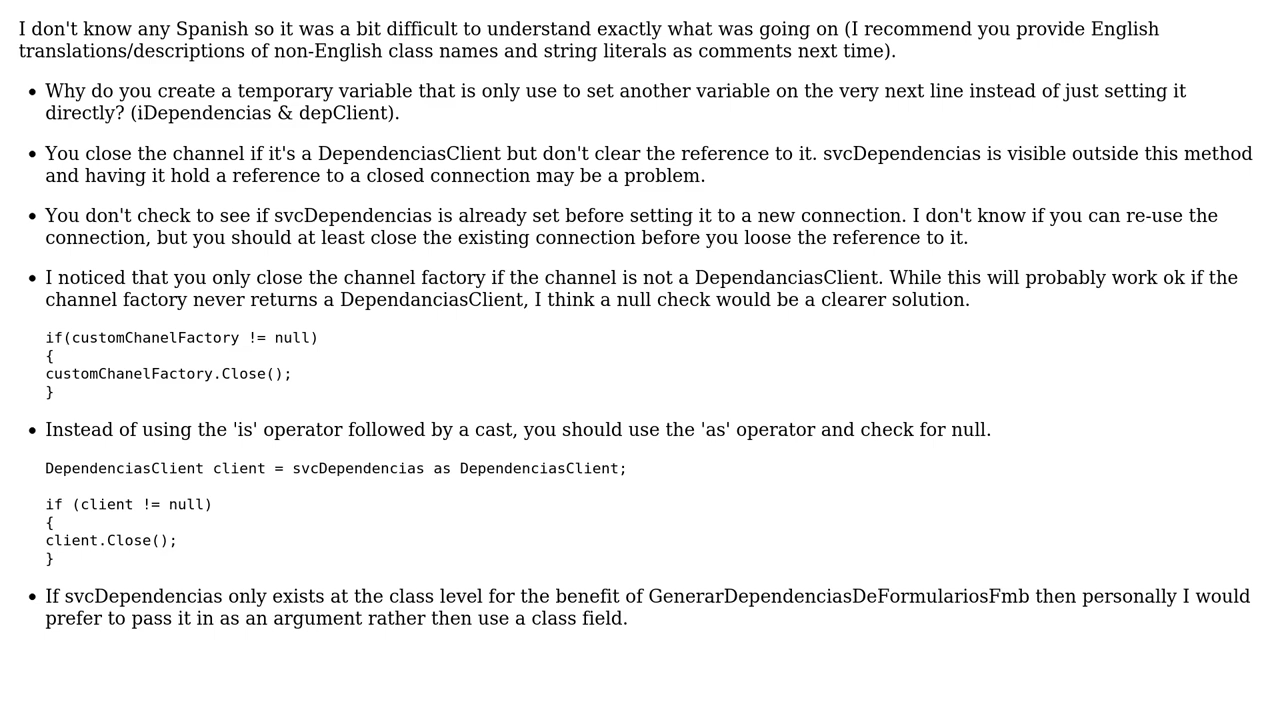 I don't know any Spanish so it was a bit difficult to understand exactly what was going on (I recommend you provide English
translations/descriptions of non-English class names and string literals as comments next time).
• Why do you create a temporary variable that is only use to set another variable on the very next line instead of just setting it
directly? (iDependencias & depClient).
• You close the channel if it's a DependenciasClient but don't clear the reference to it. svcDependencias is visible outside this method
and having it hold a reference to a closed connection may be a problem.
• You don't check to see if svcDependencias is already set before setting it to a new connection. I don't know if you can re-use the
connection, but you should at least close the existing connection before you loose the reference to it.
• I noticed that you only close the channel factory if the channel is not a DependanciasClient. While this will probably work ok if the
channel factory never returns a DependanciasClient, I think a null check would be a clearer solution.
if(customChanelFactory != null)
{
customChanelFactory.Close();
}
• Instead of using the 'is' operator followed by a cast, you should use the 'as' operator and check for null.
DependenciasClient client = svcDependencias as DependenciasClient;
if (client != null)
{
client.Close();
}
• If svcDependencias only exists at the class level for the benefit of GenerarDependenciasDeFormulariosFmb then personally I would
prefer to pass it in as an argument rather then use a class field.